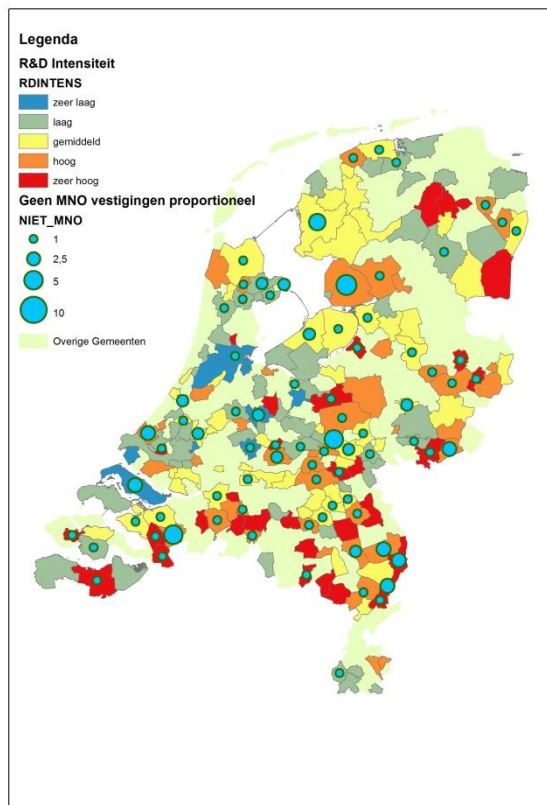 Legenda
R&D Intensiteit
RDINTENS
zeer laag
laag
gemiddeld
hoog
zeer hoog
Geen MNO vestigingen proportioneel
NIET_MNO
1
2,5
5
10
Overige Gemeenten